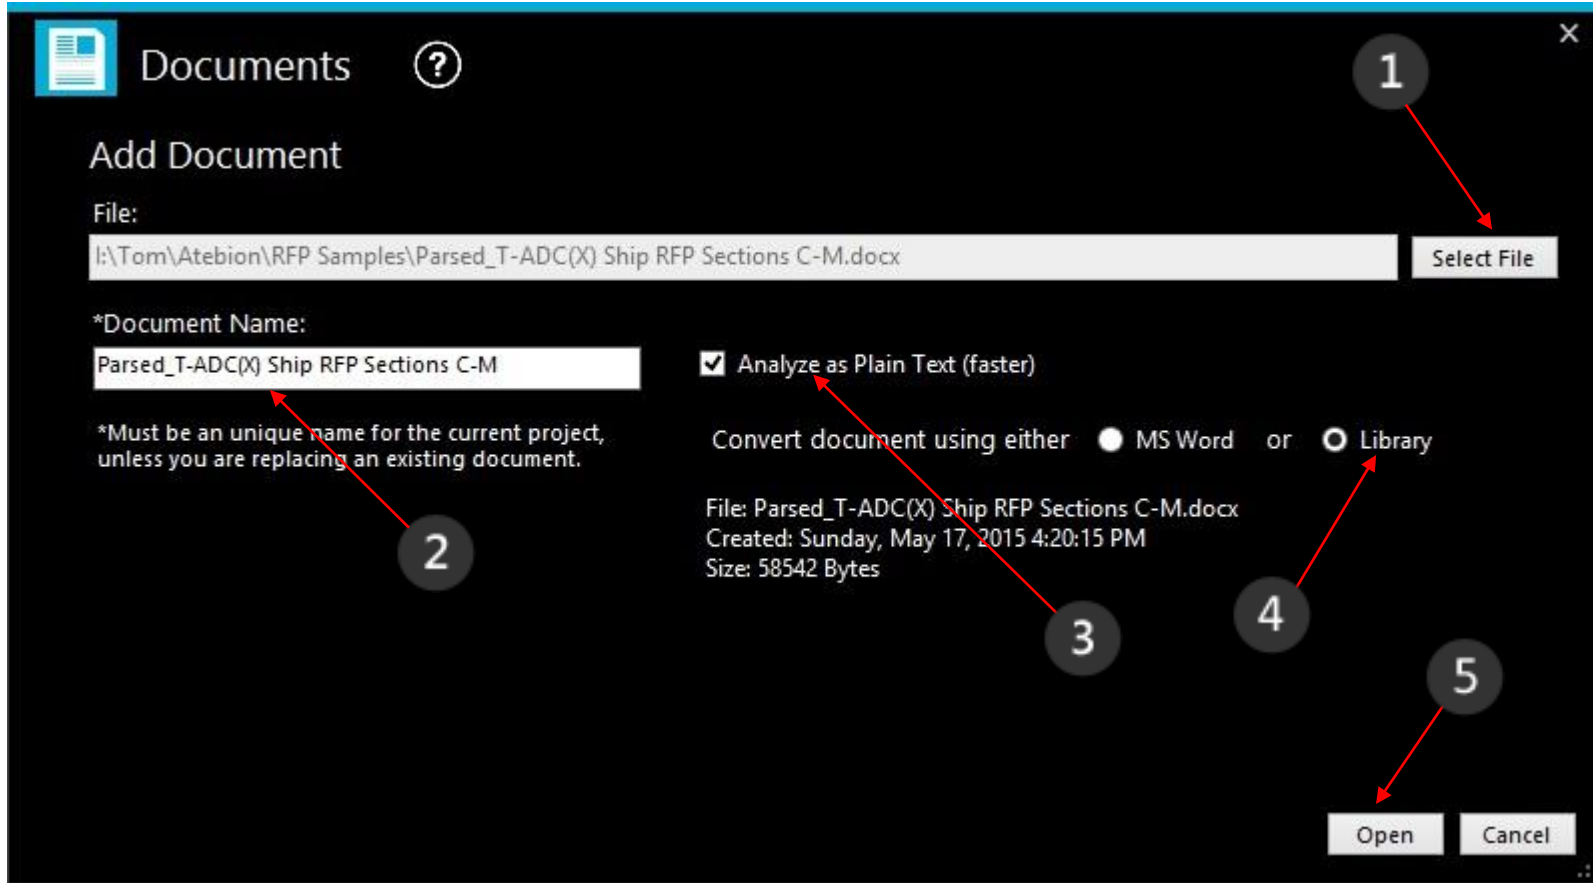 Documents ?
×
1
Add Document
File:
I:\Tom\Atebion\RFP Samples\Parsed_T-ADC(X) Ship RFP Sections C-M.docx
Select File
*Document Name:
Parsed_T-ADC(X) Ship RFP Sections C-M
Analyze as Plain Text (faster)
*Must be an unique name for the current project,
unless you are replacing an existing document.
Convert document using either MS Word or Library
File: Parsed_T-ADC(X) Ship RFP Sections C-M.docx
Created: Sunday, May 17, 2015 4:20:15 PM
Size: 58542 Bytes
2
3
4
5
Open
Cancel